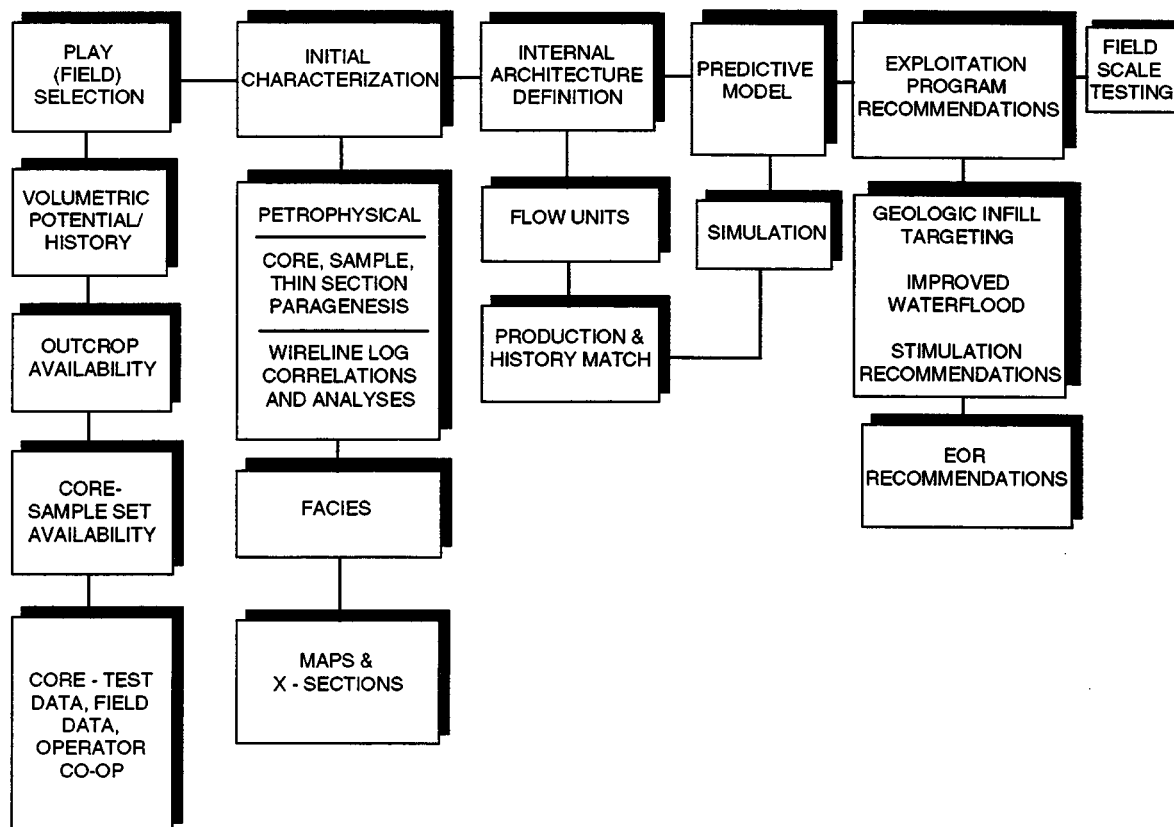 PLAY
(FIELD)
SELECTION
INITIAL
CHARACTERIZATION
INTERNAL
ARCHITECTURE
DEFINITION
PREDICTIVE
MODEL
EXPLOITATION
PROGRAM
RECOMMENDATIONS
FIELD
SCALE
TESTING
VOLUMETRIC
POTENTIAL/
HISTORY
OUTCROP
AVAILABILITY
CORE-
SAMPLE SET
AVAILABILITY
CORE - TEST
DATA, FIELD
DATA,
OPERATOR
CO-OP
PETROPHYSICAL
CORE, SAMPLE,
THIN SECTION
PARAGENESIS
WIRELINE LOG
CORRELATIONS
AND ANALYSES
FACIES
MAPS &
X - SECTIONS
FLOW UNITS
PRODUCTION &
HISTORY MATCH
SIMULATION
GEOLOGIC INFILL
TARGETING
IMPROVED
WATERFLOOD
STIMULATION
RECOMMENDATIONS
EOR
RECOMMENDATIONS